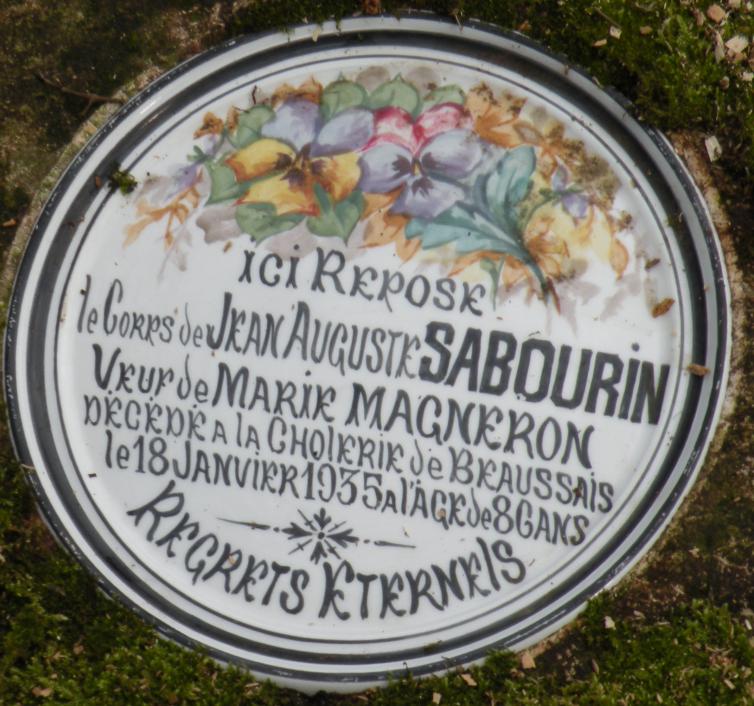 ICI REPOSE
le CORPS de JEAN AUGUSTE SABOURIN
VEUF de MARIE MAGNERON
DÉCÉDÉ A lA CHOlERIE de BEAUSSAIS
le 18 JANVIER 1935 A l'ÂGE de 86 ANS
REGRETS ETERNElS